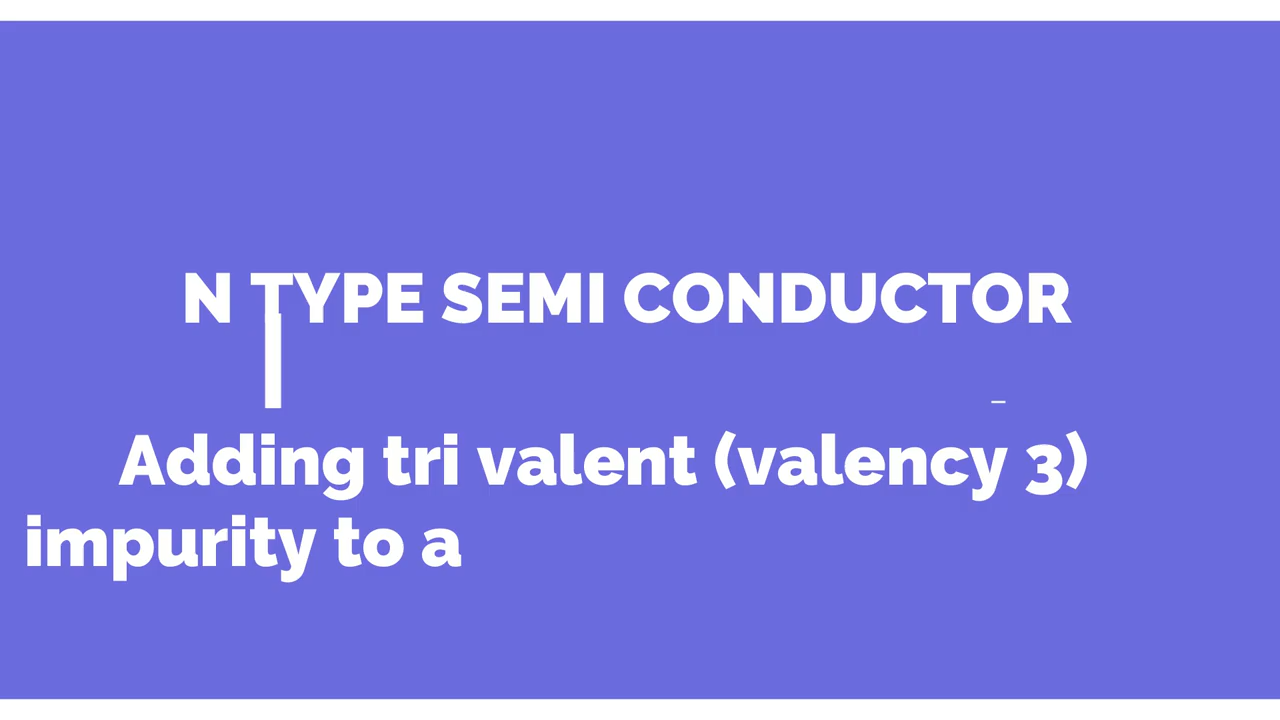 N TYPE SEMI CONDUCTOR
Adding tri valent (valency 3)
impurity to a